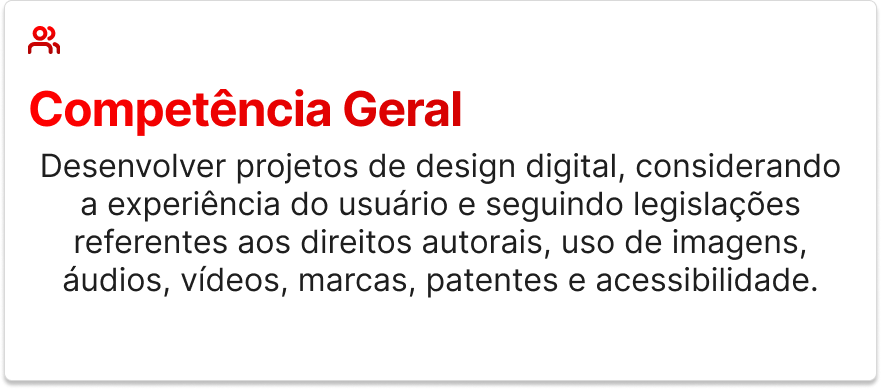 Competência Geral
Desenvolver projetos de design digital, considerando
a experiência do usuário e seguindo legislações
referentes aos direitos autorais, uso de imagens,
áudios, vídeos, marcas, patentes e acessibilidade.